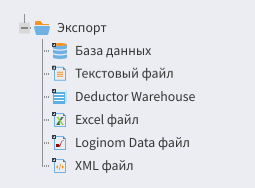 Экспорт
База данных
Текстовый файл
Deductor Warehouse
Excel файл
Loginom Data файл
XML файл